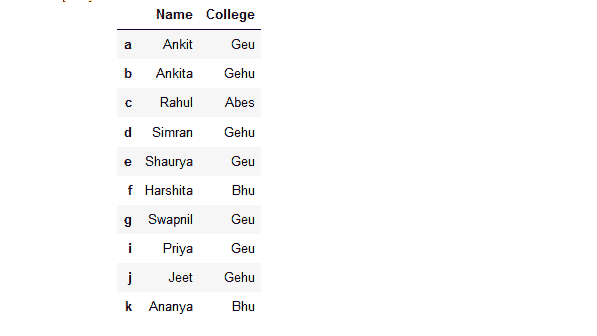 Name College
a Ankit Geu
b Ankita Gehu
c Rahul Abes
d Simran Gehu
e Shaurya Geu
f Harshita Bhu
g Swapnil Geu
i Priya Geu
j Jeet Gehu
k Ananya Bhu